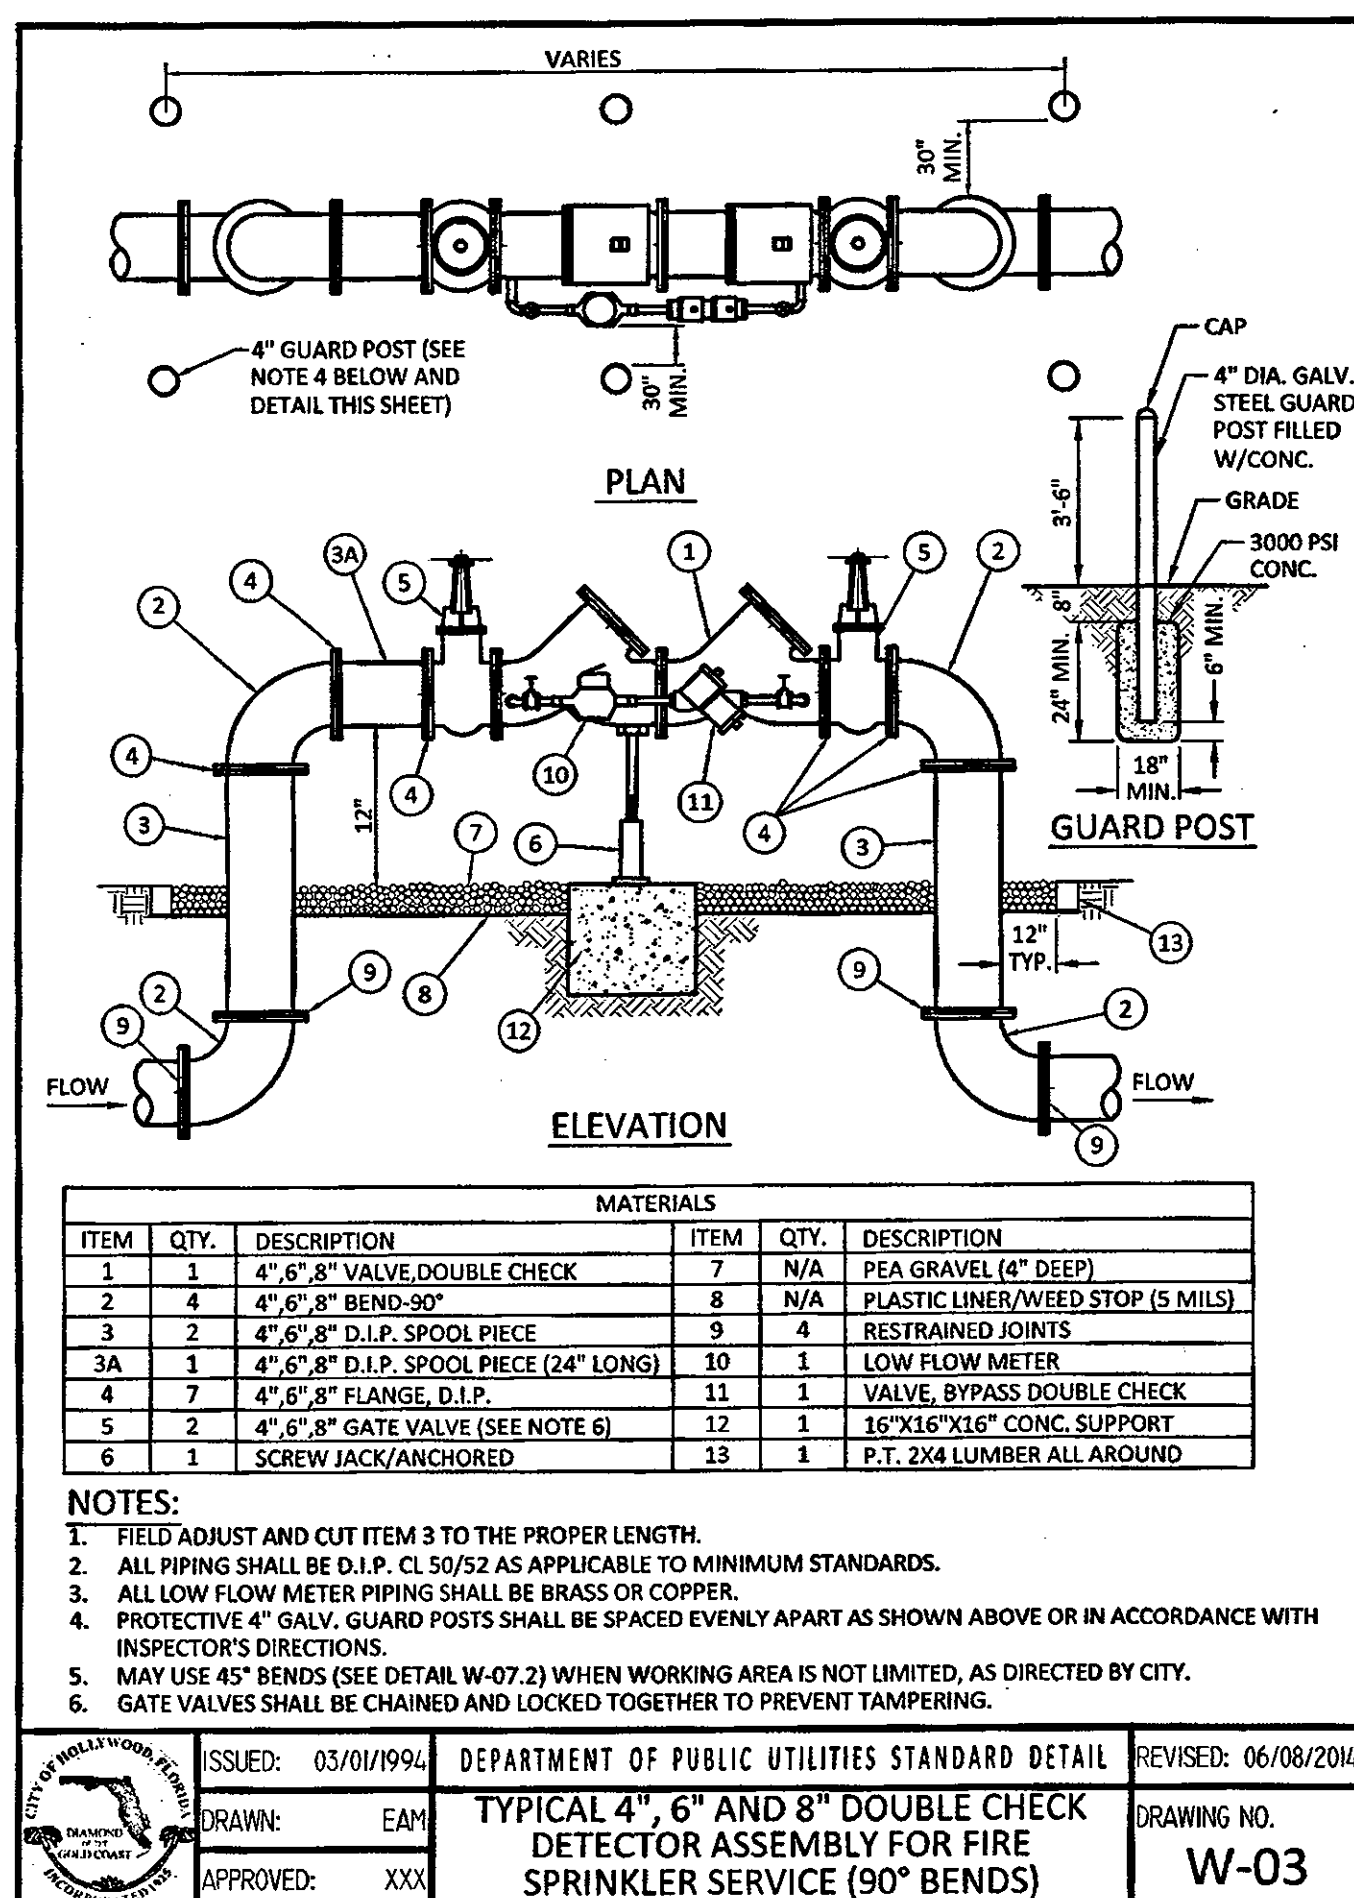 VARIES
30" MIN.
4" GUARD POST (SEE
NOTE 4 BELOW AND
DETAIL THIS SHEET)
30" MIN.
PLAN
CAP
4" DIA. GALV.
STEEL GUARD
POST FILLED
W/CONC.
GRADE
3000 PSI
CONC.
3'-6"
8"
24" MIN.
6" MIN.
18"
MIN.
GUARD POST
2
4
3A
5
1
5
2
4
3
4
10
11
4
12"
7
6
3
12"
TYP.
13
2
9
9
8
12
9
2
9
FLOW
FLOW
ELEVATION
MATERIALS
ITEM QTY. DESCRIPTION ITEM QTY. DESCRIPTION
1 1 4",6",8" VALVE,DOUBLE CHECK 7 N/A PEA GRAVEL (4" DEEP)
2 4 4",6",8" BEND-90° 8 N/A PLASTIC LINER/WEED STOP (5 MILS)
3 2 4",6",8" D.I.P. SPOOL PIECE 9 4 RESTRAINED JOINTS
3A 1 4",6",8" D.I.P. SPOOL PIECE (24" LONG) 10 1 LOW FLOW METER
4 7 4",6",8" FLANGE, D.I.P. 11 1 VALVE, BYPASS DOUBLE CHECK
5 2 4",6",8" GATE VALVE (SEE NOTE 6) 12 1 16"X16"X16" CONC. SUPPORT
6 1 SCREW JACK/ANCHORED 13 1 P.T. 2X4 LUMBER ALL AROUND
NOTES:
1. FIELD ADJUST AND CUT ITEM 3 TO THE PROPER LENGTH.
2. ALL PIPING SHALL BE D.I.P. CL 50/52 AS APPLICABLE TO MINIMUM STANDARDS.
3. ALL LOW FLOW METER PIPING SHALL BE BRASS OR COPPER.
4. PROTECTIVE 4" GALV. GUARD POSTS SHALL BE SPACED EVENLY APART AS SHOWN ABOVE OR IN ACCORDANCE WITH
INSPECTOR'S DIRECTIONS.
5. MAY USE 45° BENDS (SEE DETAIL W-07.2) WHEN WORKING AREA IS NOT LIMITED, AS DIRECTED BY CITY.
6. GATE VALVES SHALL BE CHAINED AND LOCKED TOGETHER TO PREVENT TAMPERING.
CITY OF HOLLYWOOD, FLORIDA
DIAMOND
OF THE
GOLD COAST
INCORPORATED 1925
ISSUED: 03/01/1994
DRAWN: EAM
APPROVED: XXX
DEPARTMENT OF PUBLIC UTILITIES STANDARD DETAIL
TYPICAL 4", 6" AND 8" DOUBLE CHECK
DETECTOR ASSEMBLY FOR FIRE
SPRINKLER SERVICE (90° BENDS)
REVISED: 06/08/2014
DRAWING NO.
W-03